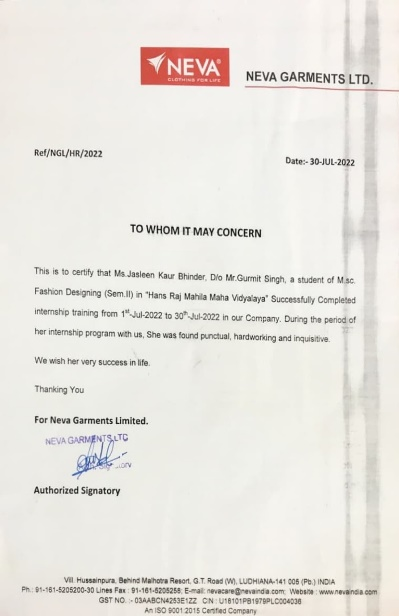 NEVA®
CLOTHING FOR LIFE
NEVA GARMENTS LTD.
Ref/NGL/HR/2022
Date:- 30-JUL-2022
TO WHOM IT MAY CONCERN
This is to certify that Ms.Jasleen Kaur Bhinder, D/o Mr.Gurmit Singh, a student of M.sc.
Fashion Designing (Sem.II) in "Hans Raj Mahila Maha Vidyalaya" Successfully Completed
internship training from 1st-Jul-2022 to 30th-Jul-2022 in our Company. During the period of
her internship program with us, She was found punctual, hardworking and inquisitive.
We wish her very success in life.
Thanking You
For Neva Garments Limited.
NEVA GARMENTS LTD
Authorized Signatory
Vill. Hussainpura, Behind Malhotra Resort, G.T. Road (W), LUDHIANA-141 005 (Pb.) INDIA
Ph.: 91-161-5205200-30 Lines Fax : 91-161-5205258; E-mail: nevacare@nevaindia.com; Website : www.nevaindia.com
GST NO. :- 03AABCN4253E1ZZ CIN : U18101PB1979PLC004036
An ISO 9001:2015 Certified Company